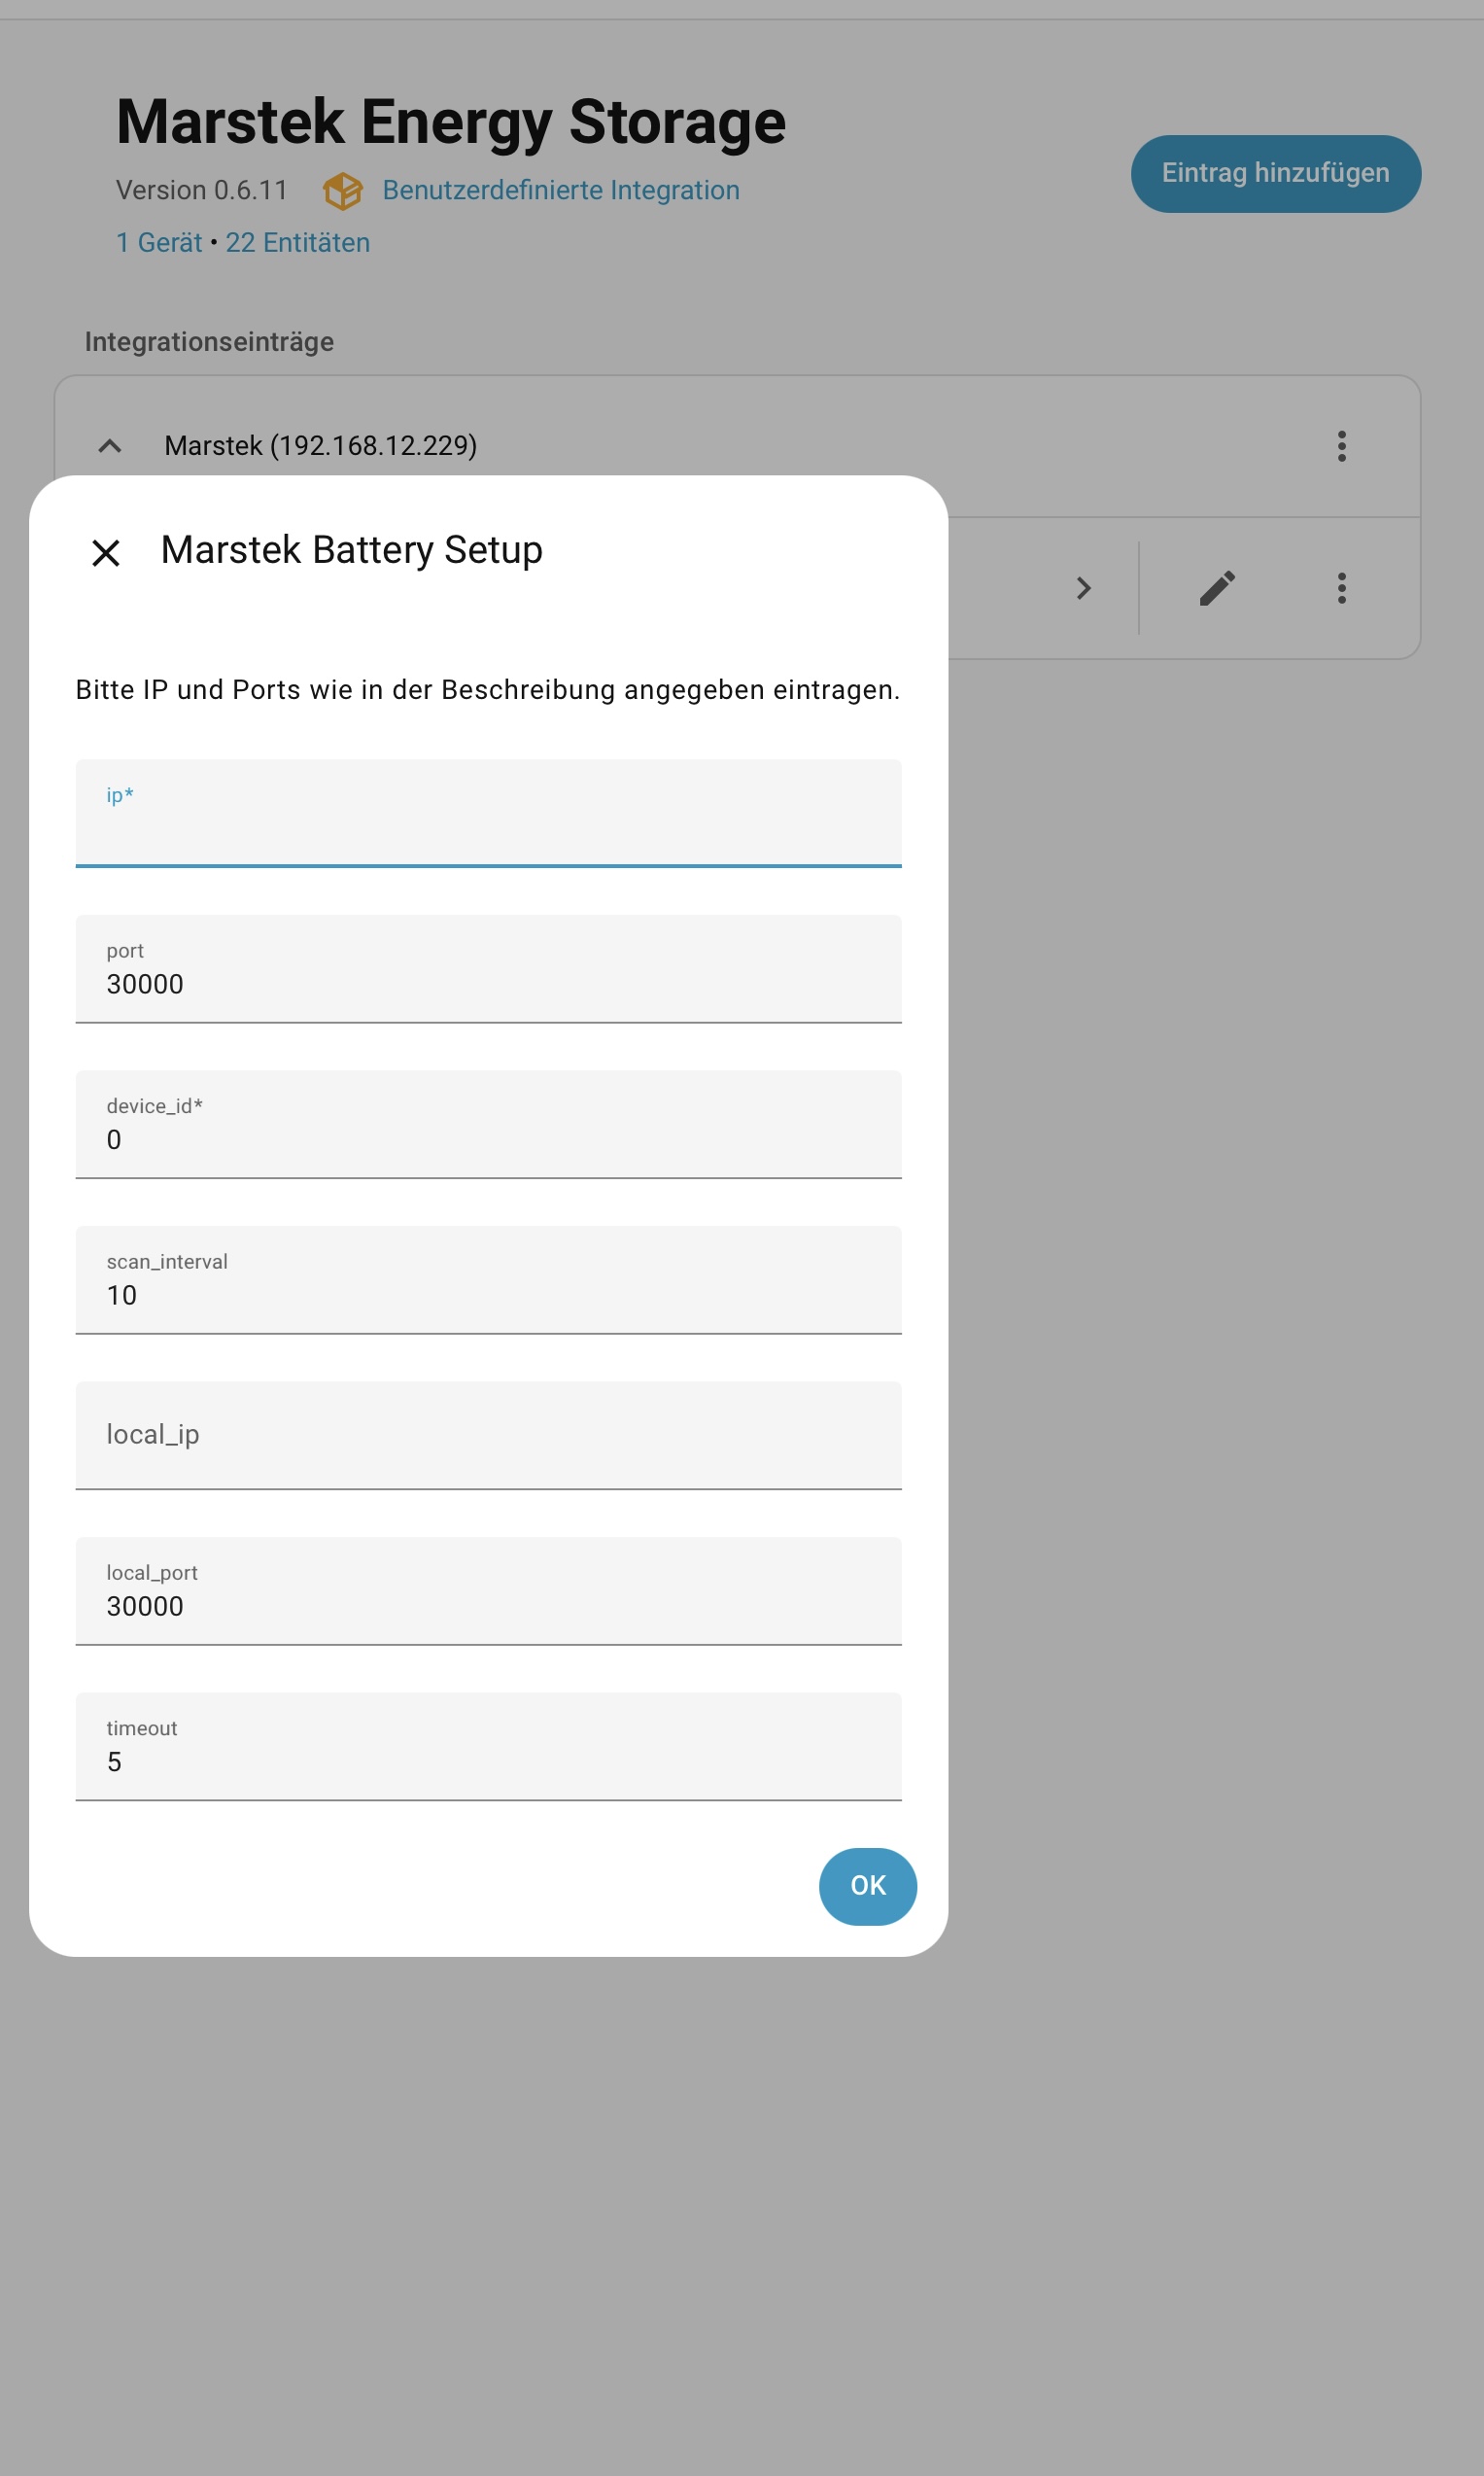 Marstek Energy Storage
Version 0.6.11 Benutzerdefinierte Integration
Eintrag hinzufügen
1 Gerät • 22 Entitäten
Integrationseinträge
Marstek (192.168.12.229)
Marstek Battery Setup
Bitte IP und Ports wie in der Beschreibung angegeben eintragen.
ip*
port
30000
device_id*
0
scan_interval
10
local_ip
local_port
30000
timeout
5
OK